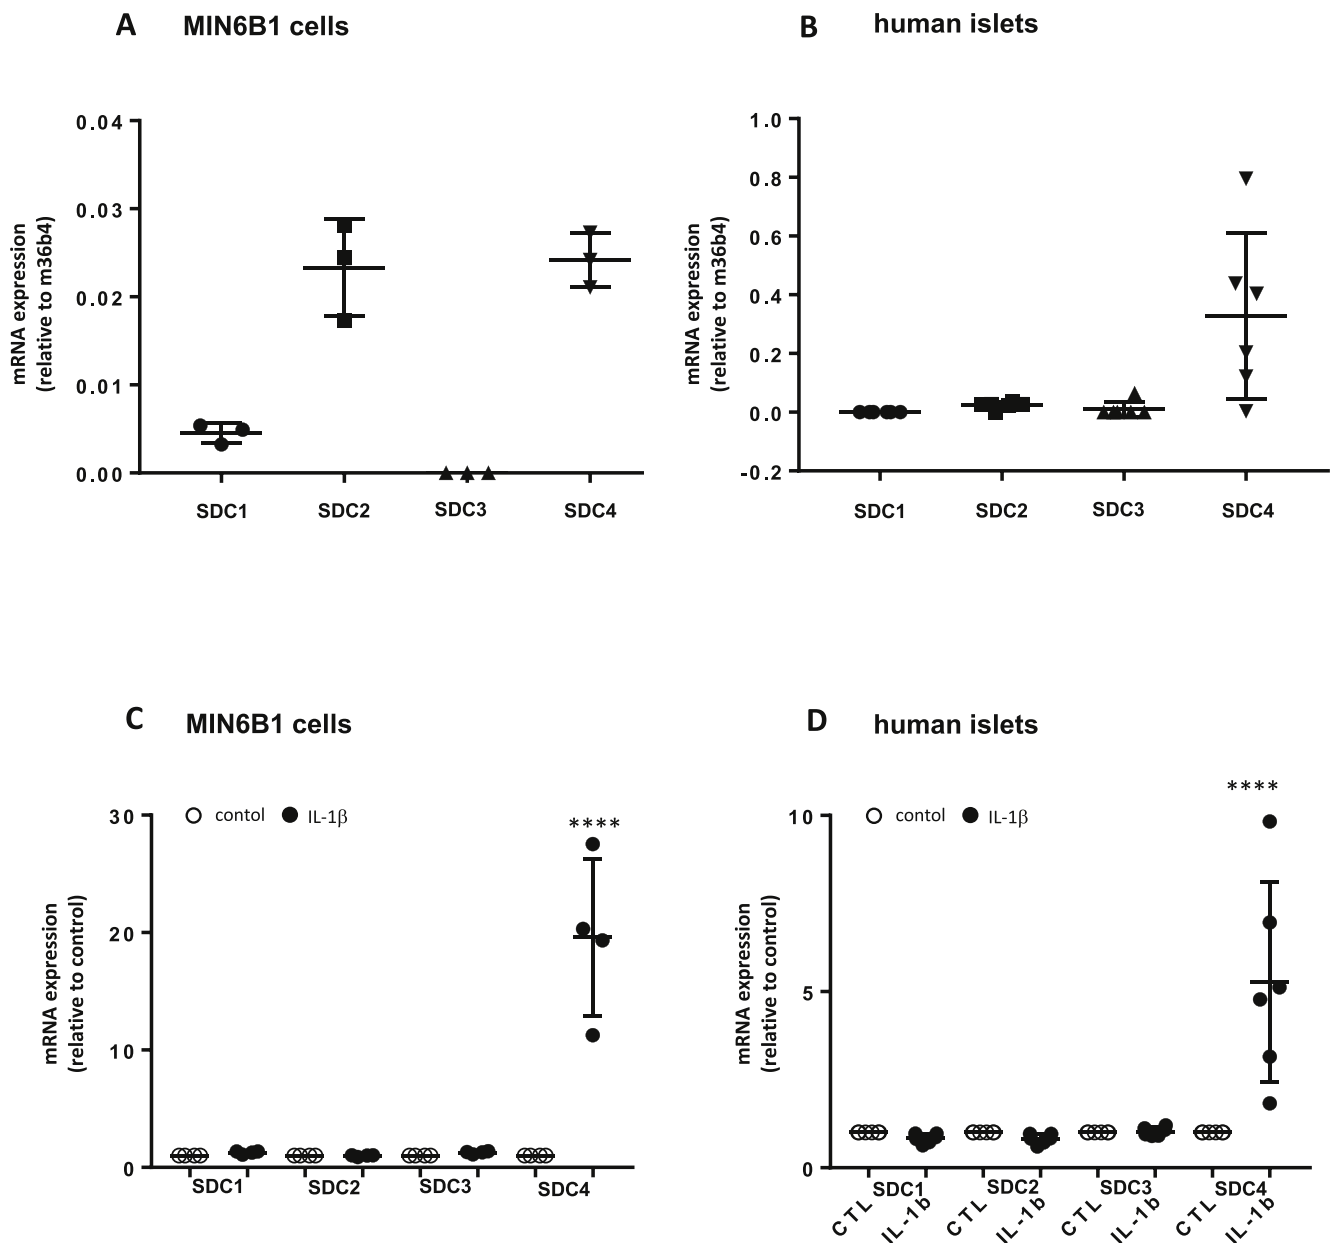 A MIN6B1 cells
mRNA expression
(relative to m36b4)
0.04
0.03
0.02
0.01
0.00
SDC1 SDC2 SDC3 SDC4
B human islets
mRNA expression
(relative to m36b4)
1.0
0.8
0.6
0.4
0.2
0.0
-0.2
SDC1 SDC2 SDC3 SDC4
C MIN6B1 cells
mRNA expression
(relative to control)
contol IL-1β
****
30
20
10
0
SDC1 SDC2 SDC3 SDC4
D human islets
mRNA expression
(relative to control)
****
contol IL-1β
10
5
0
SDC1 SDC2 SDC3 SDC4
CTL IL-1b CTL IL-1b CTL IL-1b CTL IL-1b